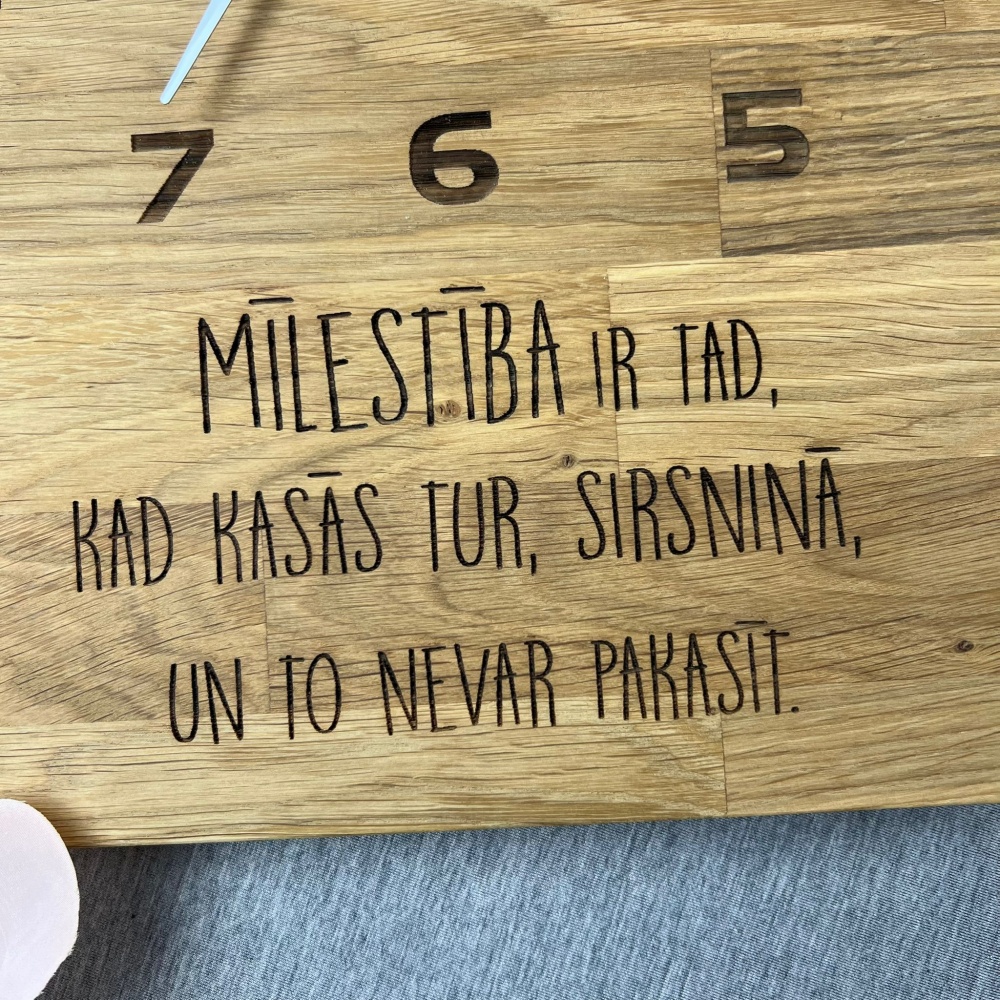 7 6 5
MĪLESTĪBA IR TAD,
KAD KASĀS TUR, SIRSNINĀ,
UN TO NEVAR PAKASĪT.